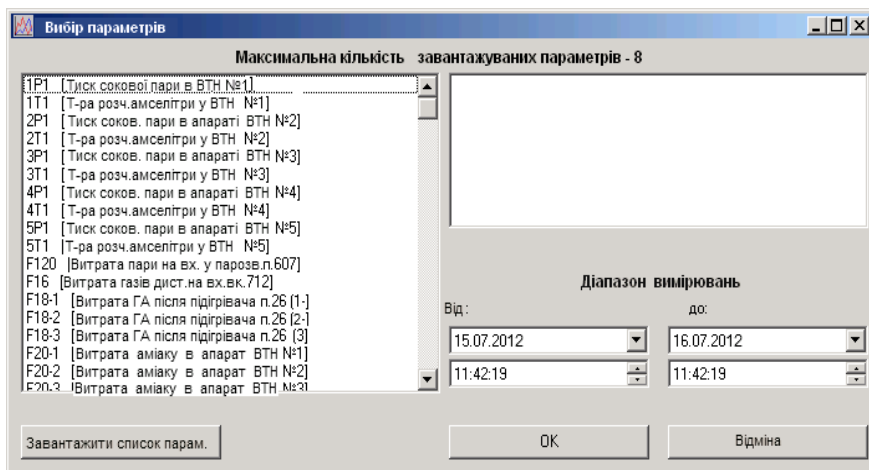 Вибір параметрів
Максимальна кількість завантажуваних параметрів - 8
1P1 [Тиск сокової пари в ВТН №1]
1T1 [Т-ра розч.амселітри у ВТН №1]
2P1 [Тиск соков. пари в апараті ВТН №2]
2T1 [Т-ра розч.амселітри у ВТН №2]
3P1 [Тиск соков. пари в апараті ВТН №3]
3T1 [Т-ра розч.амселітри у ВТН №3]
4P1 [Тиск соков. пари в апараті ВТН №4]
4T1 [Т-ра розч.амселітри у ВТН №4]
5P1 [Тиск соков. пари в апараті ВТН №5]
5T1 [Т-ра розч.амселітри у ВТН №5]
F120 [Витрата пари на вх. у парозв.п.607]
F16 [Витрата газів дист.на вх.вк.712]
F18-1 [Витрата ГА після підігрівача п.26 (1-]
F18-2 [Витрата ГА після підігрівача п.26 (2-]
F18-3 [Витрата ГА після підігрівача п.26 (3]
F20-1 [Витрата аміаку в апарат ВТН №1]
F20-2 [Витрата аміаку в апарат ВТН №2]
F20-3 [Витрата аміаку в апарат ВТН №3]
Діапазон вимірювань
Від: до:
15.07.2012 16.07.2012
11:42:19 11:42:19
Завантажити список парам. OK Відміна